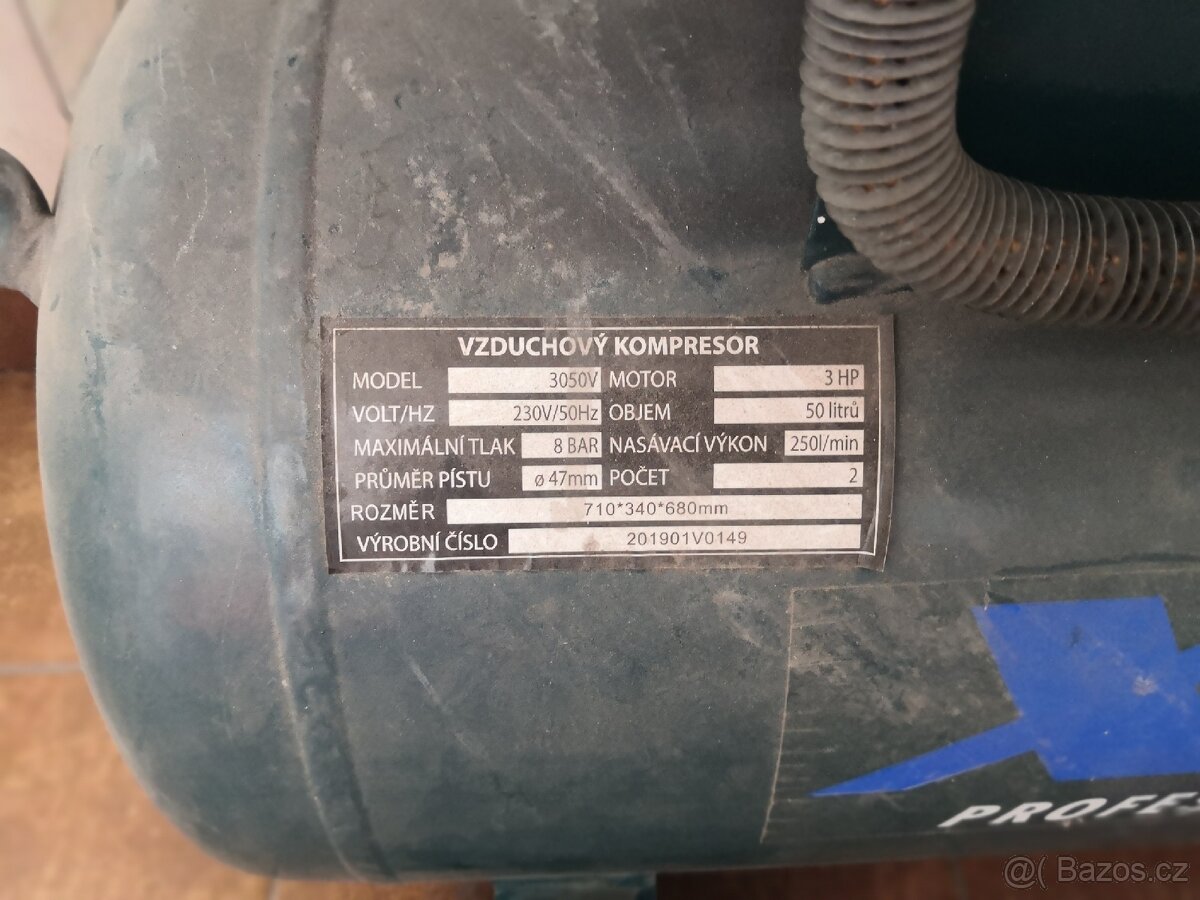 VZDUCHOVÝ KOMPRESOR
MODEL 3050V MOTOR 3 HP
VOLT/HZ 230V/50Hz OBJEM 50 litrů
MAXIMÁLNÍ TLAK 8 BAR NASÁVACÍ VÝKON 250l/min
PRŮMĚR PÍSTU ø 47mm POČET 2
ROZMĚR 710*340*680mm
VÝROBNÍ ČÍSLO 201901V0149
Bazos.cz